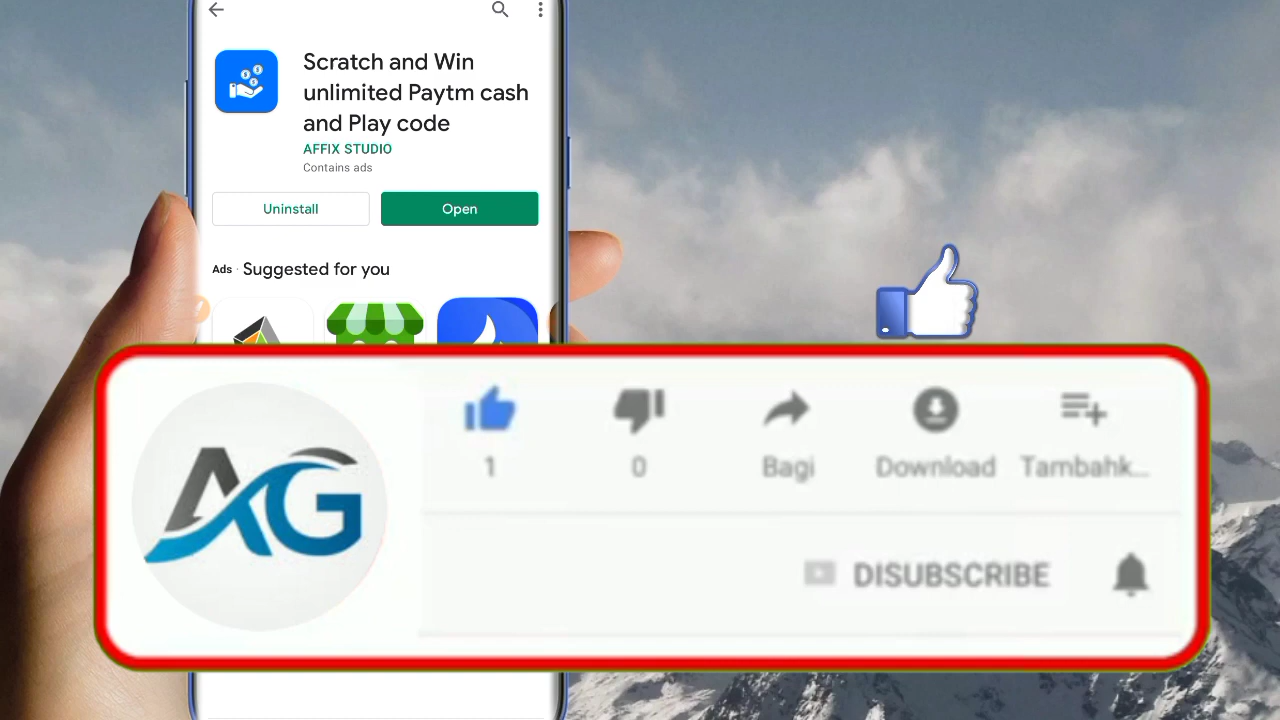 Scratch and Win
unlimited Paytm cash
and Play code
AFFIX STUDIO
Contains ads
Uninstall
Open
Ads · Suggested for you
AG
1
0
Bagi
Download
Tambahk...
DISUBSCRIBE